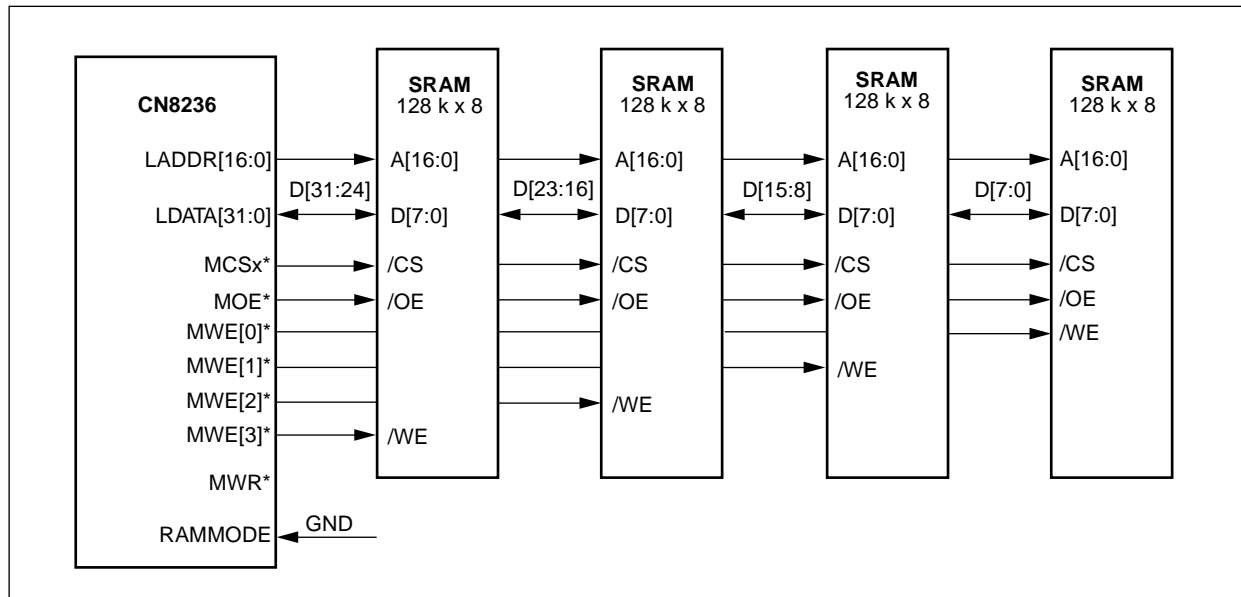 CN8236
LADDR[16:0]
LDATA[31:0]
MCSx*
MOE*
MWE[0]*
MWE[1]*
MWE[2]*
MWE[3]*
MWR*
RAMMODE
GND
D[31:24]
SRAM
128 k x 8
A[16:0]
D[7:0]
/CS
/OE
/WE
D[23:16]
SRAM
128 k x 8
A[16:0]
D[7:0]
/CS
/OE
/WE
D[15:8]
SRAM
128 k x 8
A[16:0]
D[7:0]
/CS
/OE
/WE
D[7:0]
SRAM
128 k x 8
A[16:0]
D[7:0]
/CS
/OE
/WE